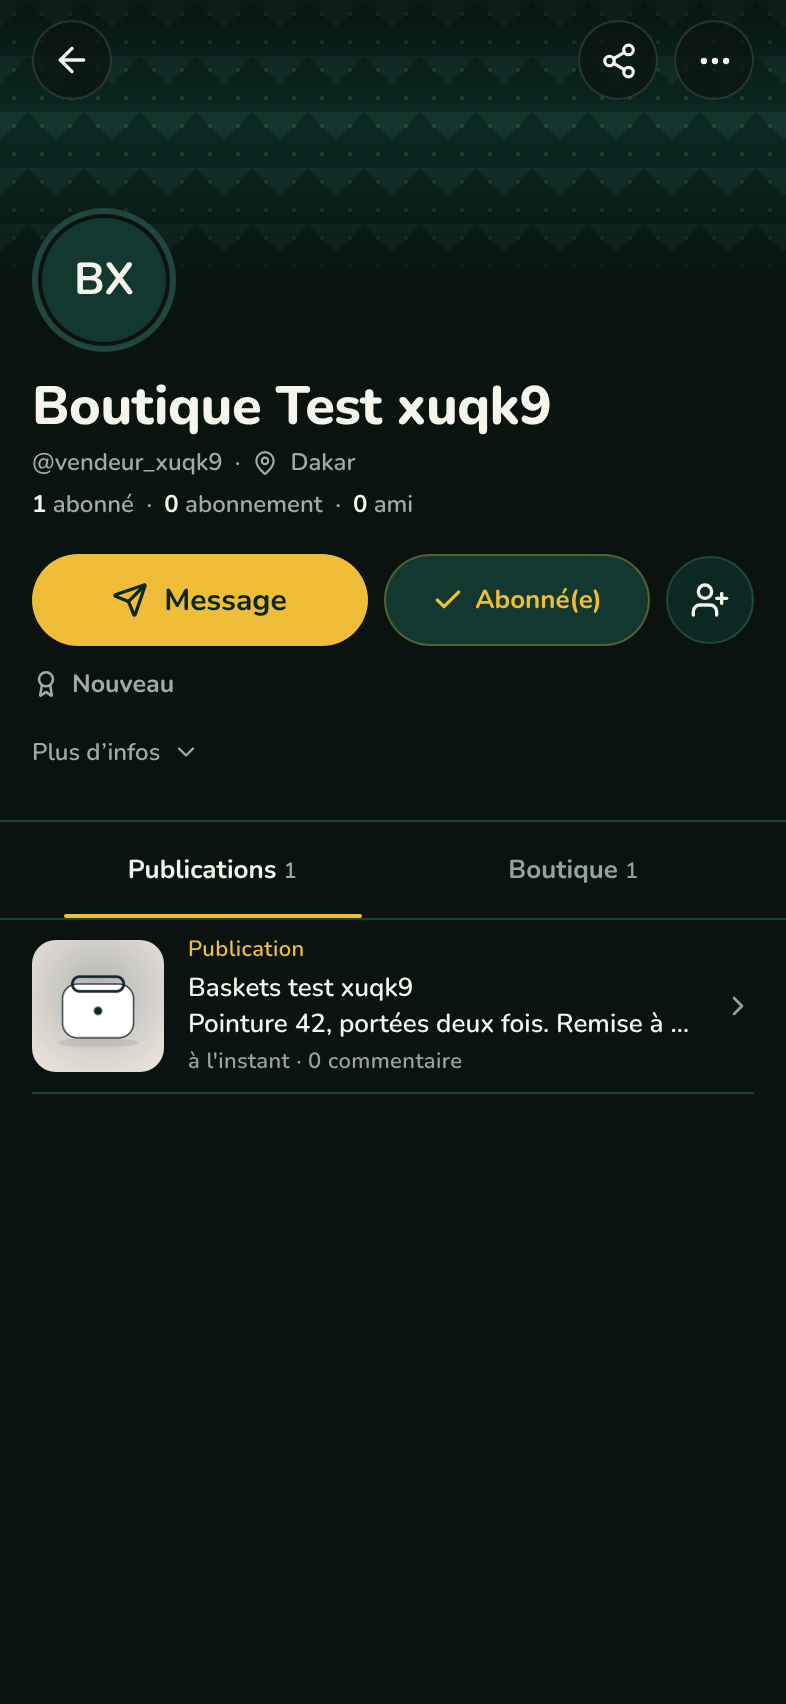 BX
Boutique Test xuqk9
@vendeur_xuqk9 · Dakar
1 abonné · 0 abonnement · 0 ami
Message
Abonné(e)
Nouveau
Plus d’infos
Publications 1
Boutique 1
Publication
Baskets test xuqk9
Pointure 42, portées deux fois. Remise à ...
à l'instant · 0 commentaire